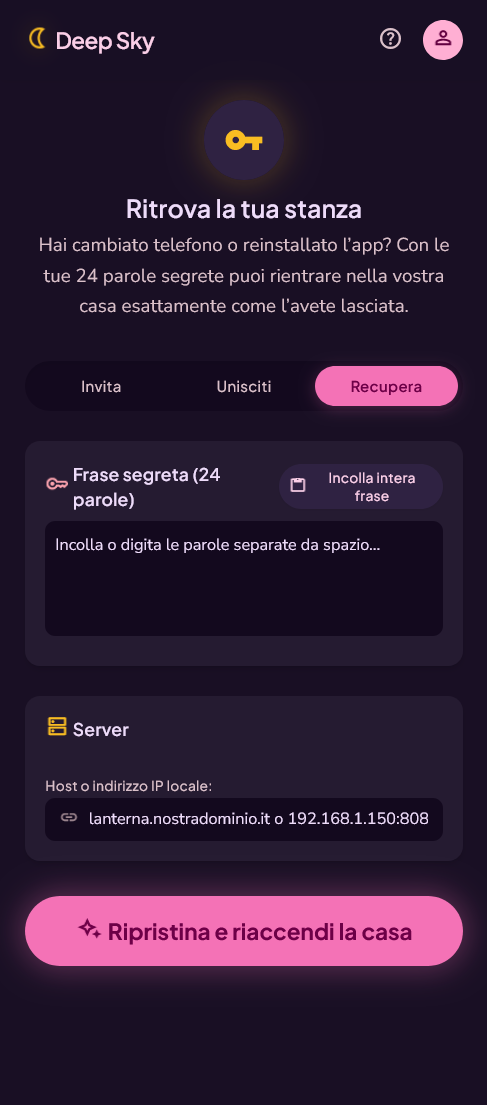 Deep Sky
Ritrova la tua stanza
Hai cambiato telefono o reinstallato l'app? Con le
tue 24 parole segrete puoi rientrare nella vostra
casa esattamente come l'avete lasciata.
Invita
Unisciti
Recupera
Frase segreta (24
parole)
Incolla intera
frase
Incolla o digita le parole separate da spazio...
Server
Host o indirizzo IP locale:
lanterna.nostradominio.it o 192.168.1.150:808
Ripristina e riaccendi la casa